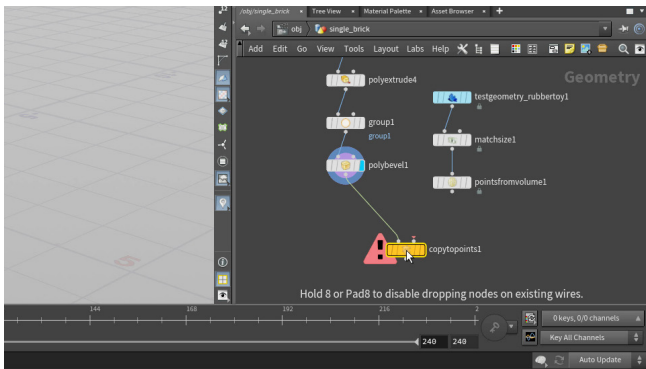 /obj/single_brick
Tree View
Material Palette
Asset Browser
obj
single_brick
Add Edit Go View Tools Layout Labs Help
Geometry
polyextrude4
testgeometry_rubbertoy1
group1
group1
matchsize1
polybevel1
pointsfromvolume1
copytopoints1
Hold 8 or Pad8 to disable dropping nodes on existing wires.
144 168 192 216 2
0 keys, 0/0 channels
240 240
Key All Channels
Auto Update